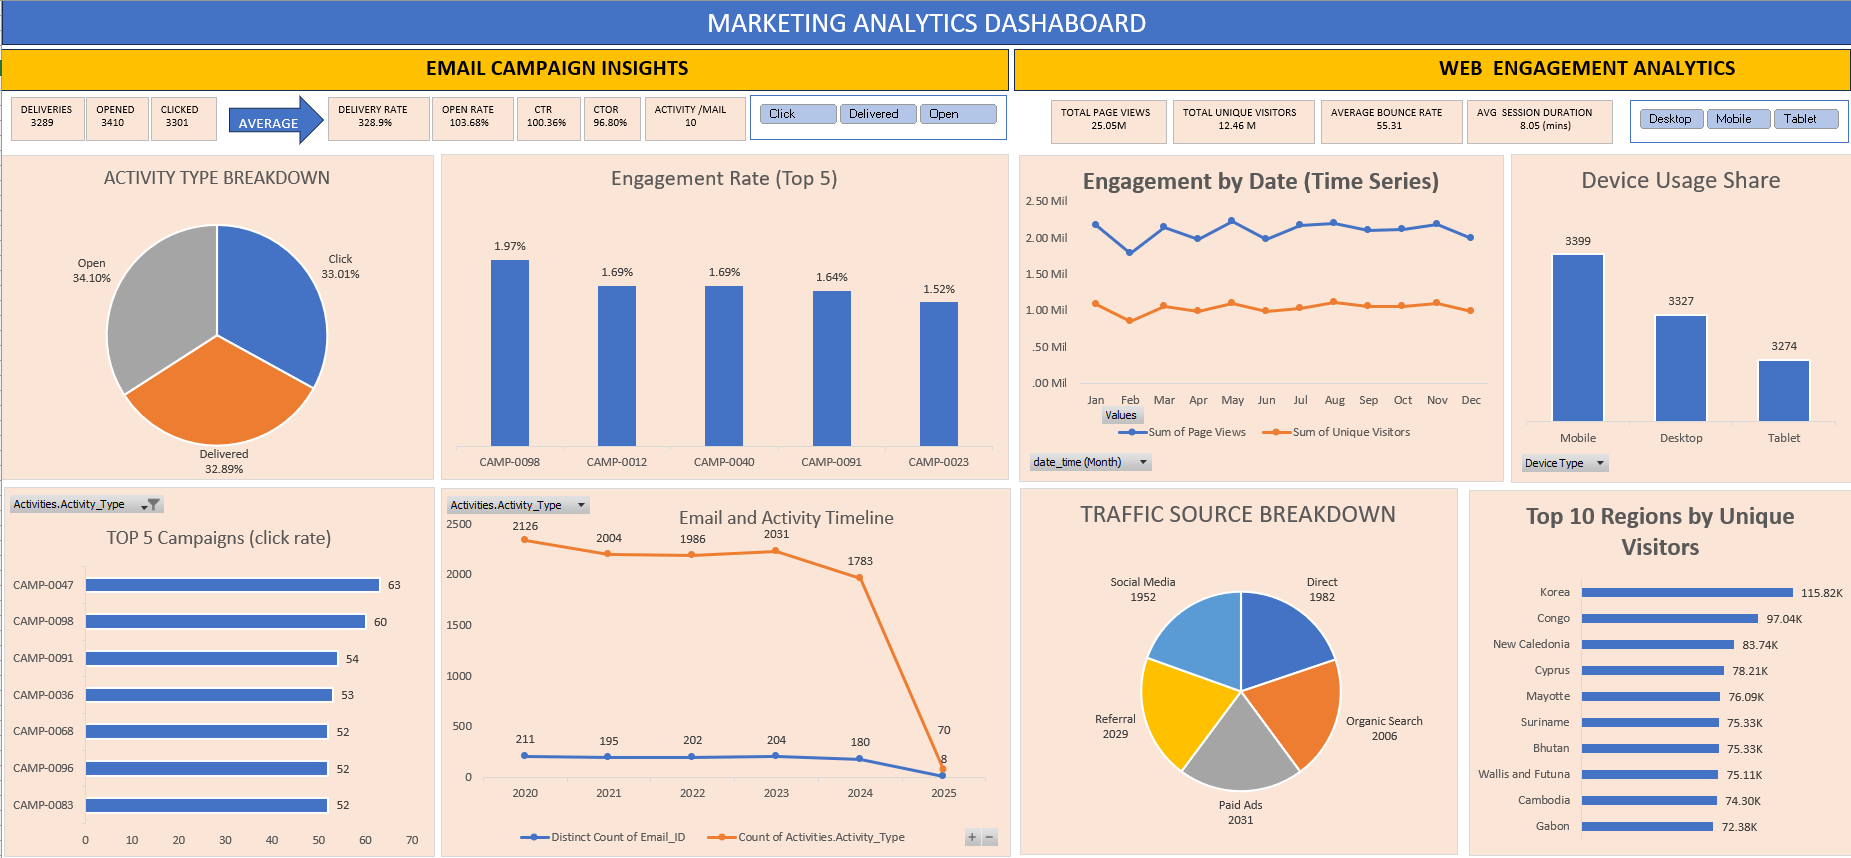 MARKETING ANALYTICS DASHABOARD
EMAIL CAMPAIGN INSIGHTS
WEB ENGAGEMENT ANALYTICS
DELIVERIES
3289
OPENED
3410
CLICKED
3301
AVERAGE
DELIVERY RATE
328.9%
OPEN RATE
103.68%
CTR
100.36%
CTOR
96.80%
ACTIVITY /MAIL
10
Click
Delivered
Open
TOTAL PAGE VIEWS
25.05M
TOTAL UNIQUE VISITORS
12.46 M
AVERAGE BOUNCE RATE
55.31
AVG SESSION DURATION
8.05 (mins)
Desktop
Mobile
Tablet
ACTIVITY TYPE BREAKDOWN
Open
34.10%
Click
33.01%
Delivered
32.89%
Engagement Rate (Top 5)
1.97%
1.69%
1.69%
1.64%
1.52%
CAMP-0098
CAMP-0012
CAMP-0040
CAMP-0091
CAMP-0023
Engagement by Date (Time Series)
2.50 Mil
2.00 Mil
1.50 Mil
1.00 Mil
.50 Mil
.00 Mil
Jan Feb Mar Apr May Jun Jul Aug Sep Oct Nov Dec
Values
Sum of Page Views
Sum of Unique Visitors
date_time (Month)
Device Usage Share
3399
3327
3274
Mobile
Desktop
Tablet
Device Type
Activities.Activity_Type
TOP 5 Campaigns (click rate)
CAMP-0047 63
CAMP-0098 60
CAMP-0091 54
CAMP-0036 53
CAMP-0068 52
CAMP-0096 52
CAMP-0083 52
0 10 20 30 40 50 60 70
Activities.Activity_Type
Email and Activity Timeline
2500
2000
1500
1000
500
0
2126
2004
1986
2031
1783
70
211
195
202
204
180
8
2020 2021 2022 2023 2024 2025
Distinct Count of Email_ID
Count of Activities.Activity_Type
+ −
TRAFFIC SOURCE BREAKDOWN
Social Media
1952
Direct
1982
Referral
2029
Organic Search
2006
Paid Ads
2031
Top 10 Regions by Unique
Visitors
Korea 115.82K
Congo 97.04K
New Caledonia 83.74K
Cyprus 78.21K
Mayotte 76.09K
Suriname 75.33K
Bhutan 75.33K
Wallis and Futuna 75.11K
Cambodia 74.30K
Gabon 72.38K